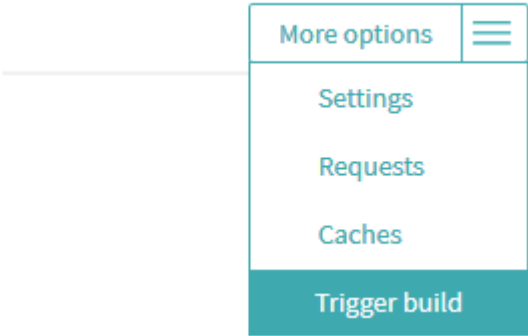 More options
Settings
Requests
Caches
Trigger build